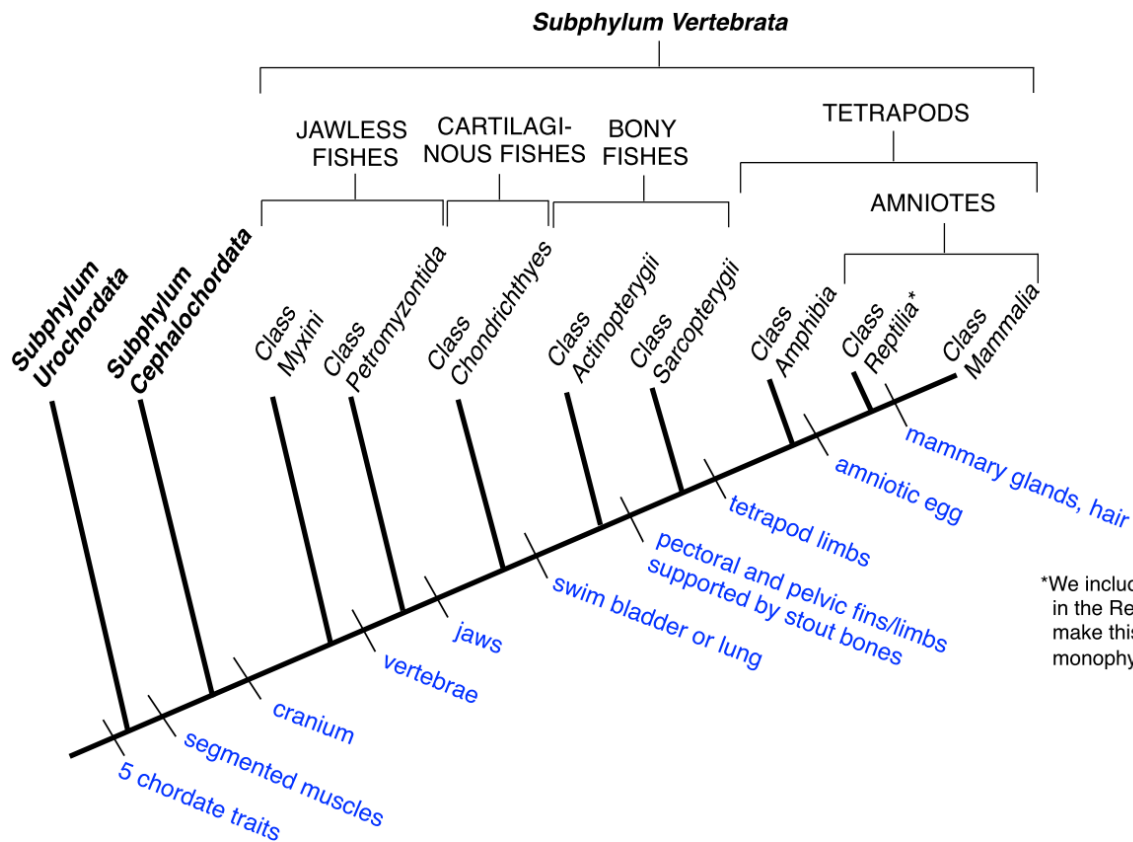 Subphylum Vertebrata
TETRAPODS
JAWLESS
FISHES
CARTILAGI-
NOUS FISHES
BONY
FISHES
AMNIOTES
Subphylum
Urochordata
Subphylum
Cephalochordata
Class
Myxini
Class
Petromyzontida
Class
Chondrichthyes
Class
Actinopterygii
Class
Sarcopterygii
Class
Amphibia
Class
Reptilia*
Class
Mammalia
mammary glands, hair
amniotic egg
tetrapod limbs
pectoral and pelvic fins/limbs
supported by stout bones
swim bladder or lung
jaws
vertebrae
cranium
segmented muscles
5 chordate traits
*We includ
in the Re
make this
monophy